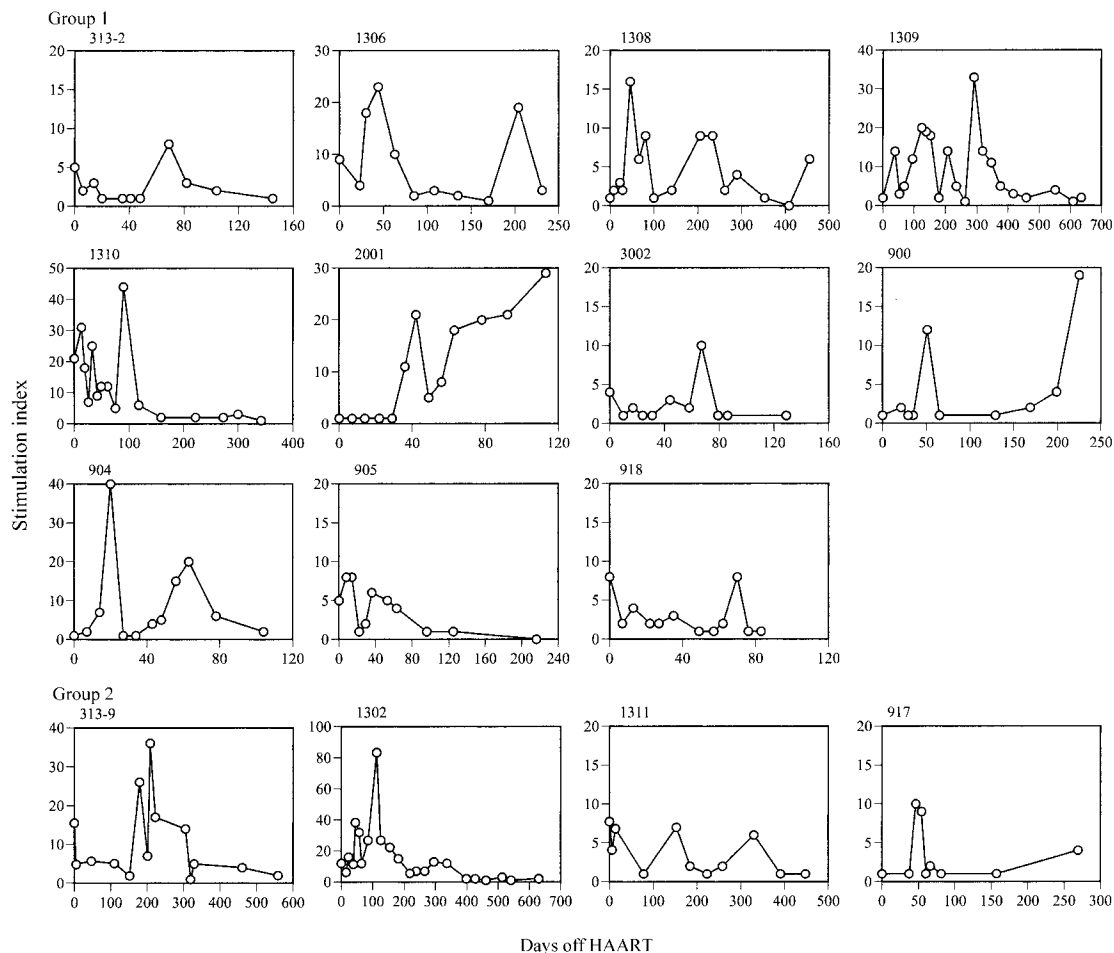 Group 1
313-2 1306 1308 1309
20 30 20 40
15 20 15 30
10 10 20
5 10 5 10
0 0 0 0
0 40 80 120 160 0 50 100 150 200 250 0 100 200 300 400 500 0 100 200 300 400 500 600 700
1310 2001 3002 900
50 30 20 20
40 20 15 15
30 10 10
20 10 5 5
10
0 0 0 0
0 100 200 300 400 0 40 80 120 0 40 80 120 160 0 50 100 150 200 250
Stimulation index
904 905 918
40 20 20
30 15 15
20 10 10
10 5 5
0 0 0
0 40 80 120 0 40 80 120 160 200 240 0 40 80 120
Group 2
313-9 1302 1311 917
40 100 20 20
30 80 15 15
20 60 10 10
10 40 5 5
20
0 0 0 0
0 100 200 300 400 500 600 0 100 200 300 400 500 600 700 0 100 200 300 400 500 0 50 100 150 200 250 300
Days off HAART